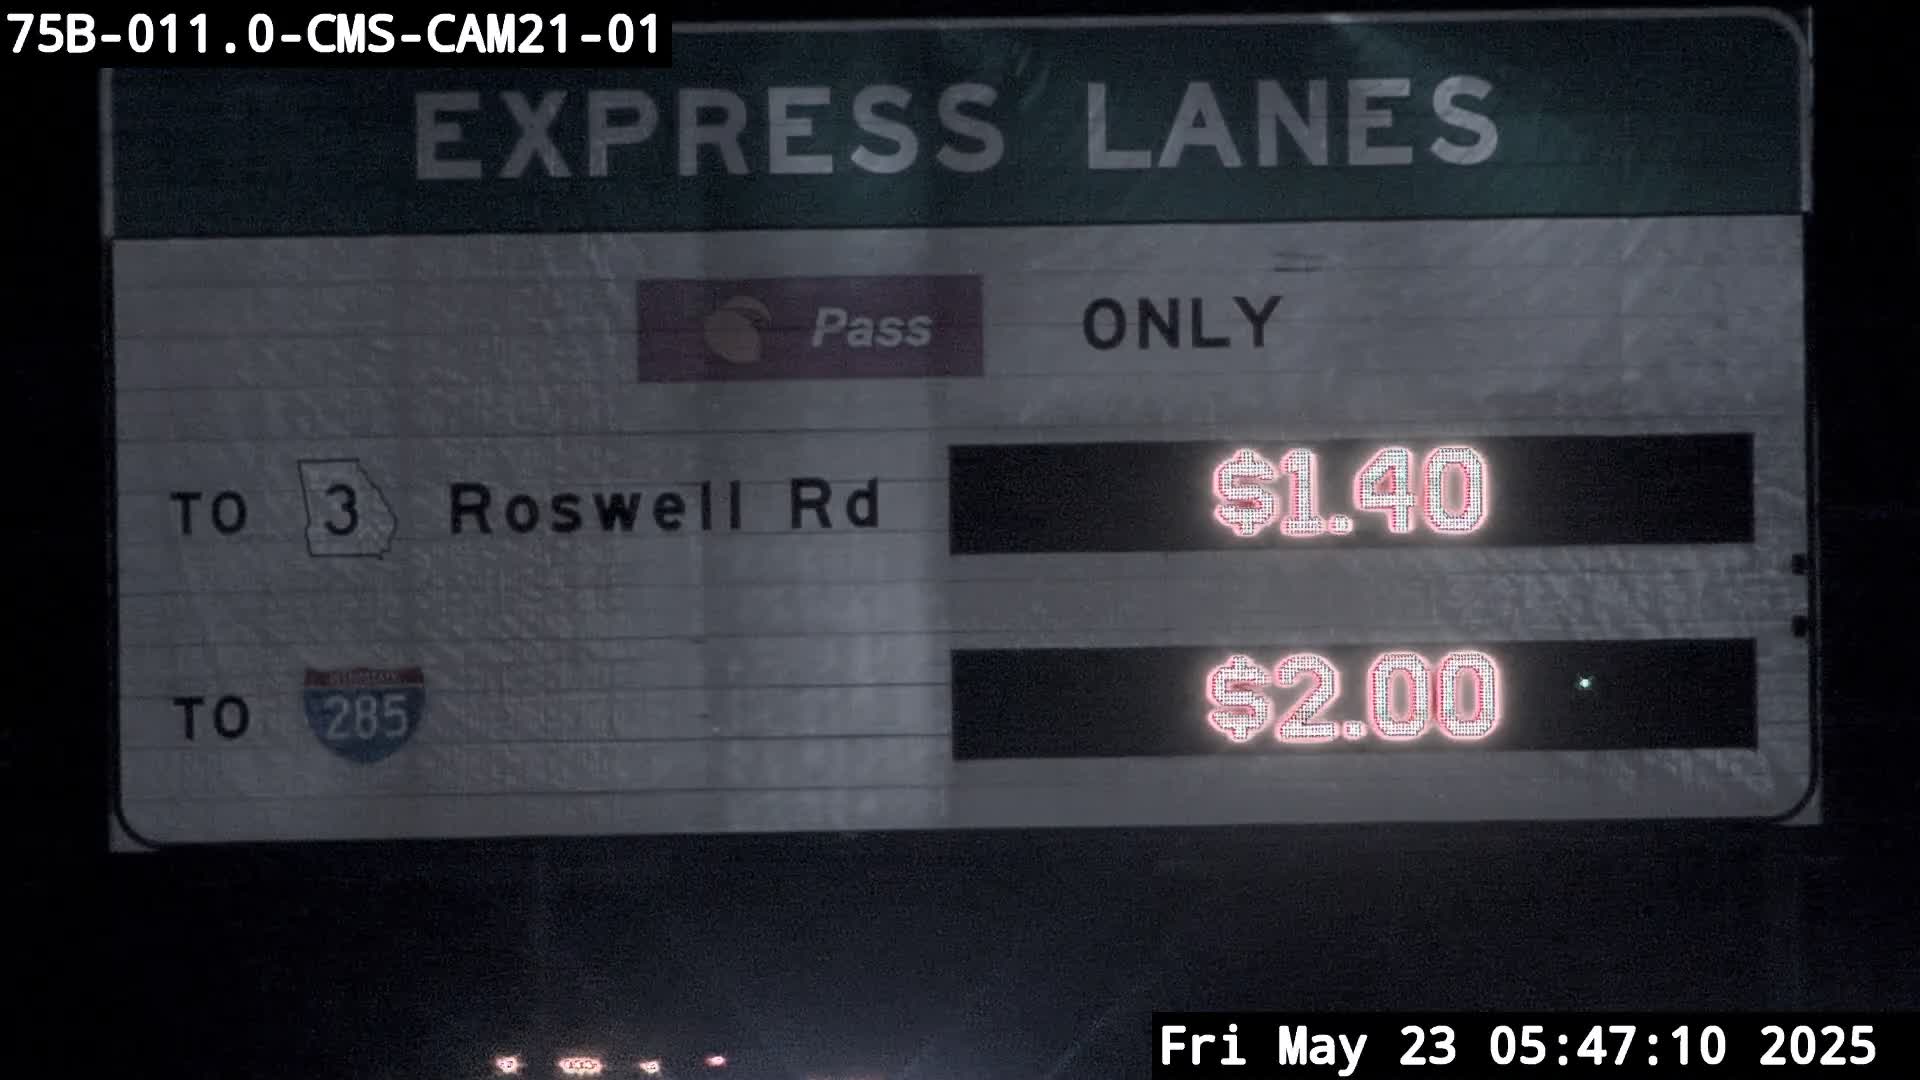 75B-011.0-CMS-CAM21-01
EXPRESS LANES
Pass ONLY
TO 3 Roswell Rd $1.40
INTERSTATE
TO 285 $2.00
Fri May 23 05:47:10 2025